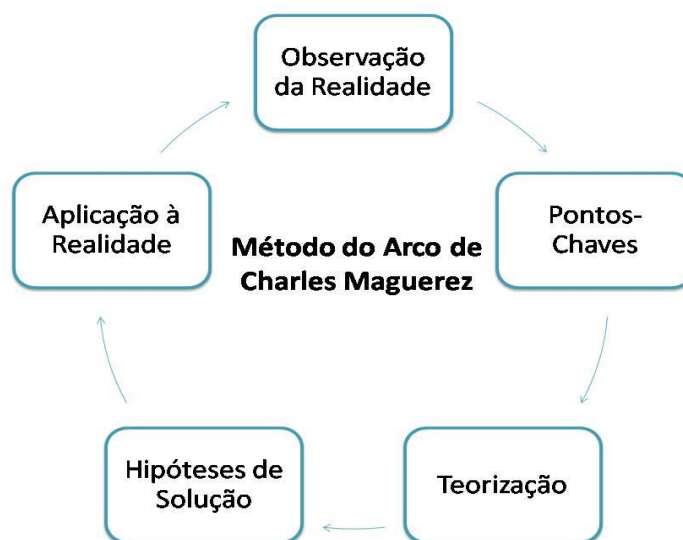 Observação
da Realidade
Pontos-
Chaves
Teorização
Hipóteses de
Solução
Aplicação à
Realidade
Método do Arco de
Charles Maguerez